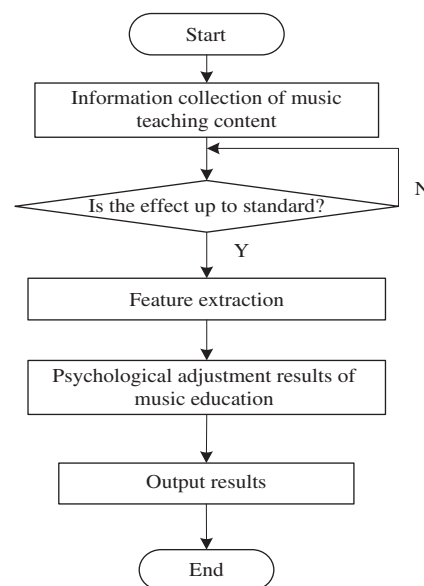 Start
Information collection of music
teaching content
Is the effect up to standard?
N
Y
Feature extraction
Psychological adjustment results of
music education
Output results
End